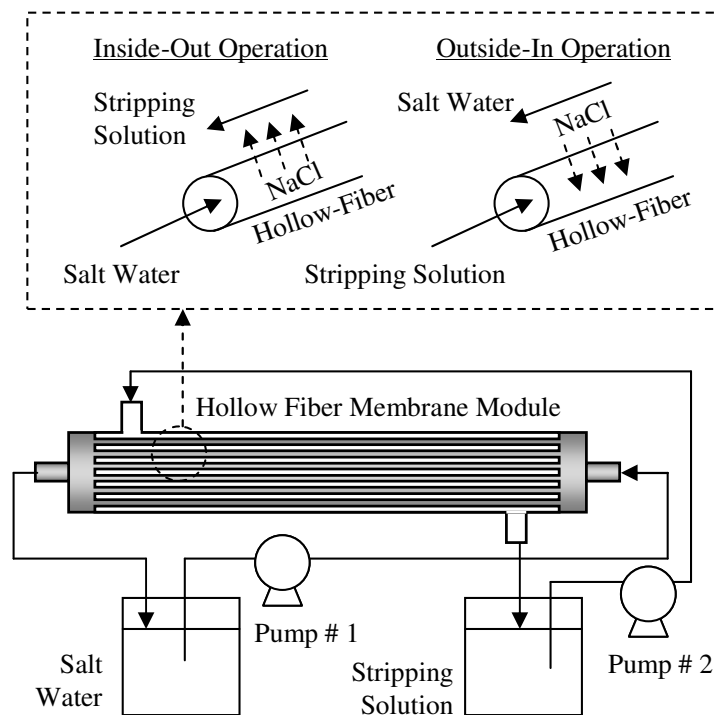 Inside-Out Operation
Stripping
Solution
NaCl
Hollow-Fiber
Salt Water
Outside-In Operation
Salt Water
NaCl
Hollow-Fiber
Stripping Solution
Hollow Fiber Membrane Module
Pump # 1
Salt
Water
Stripping
Solution
Pump # 2